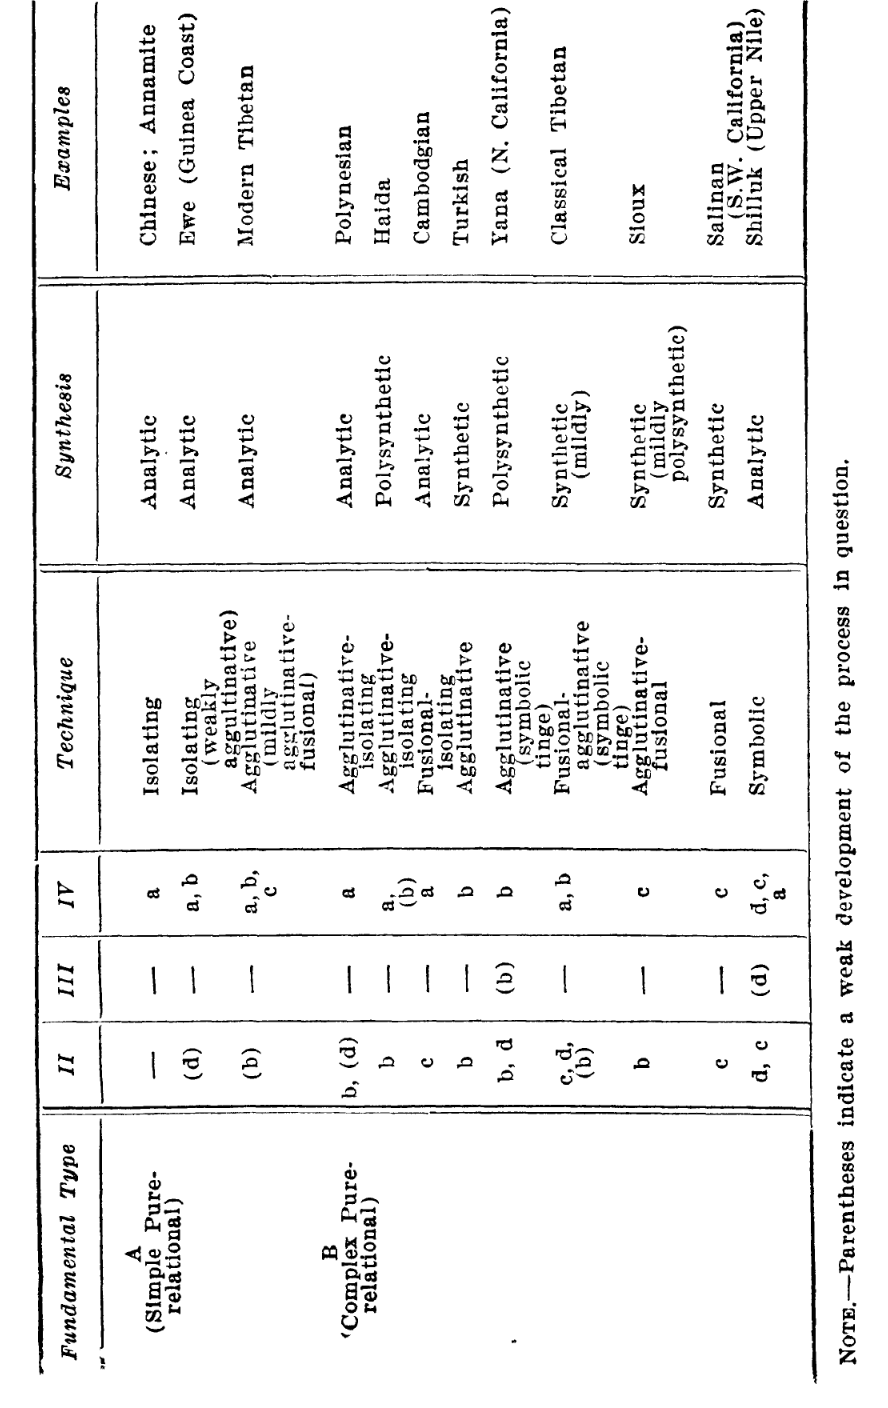 Fundamental Type II III IV Technique Synthesis Examples
A
(Simple Pure-
relational)
— — a Isolating Analytic Chinese; Annamite
(d) — a, b Isolating Analytic Ewe (Guinea Coast)
(weakly
aggultinative)
(b) — a, b, Agglutinative Analytic Modern Tibetan
c (mildly
agglutinative-
fusional)
B
(Complex Pure-
relational)
b, (d) — a Agglutinative- Analytic Polynesian
isolating
b — a, Agglutinative- Polysynthetic Haida
(b) isolating
c — a Fusional- Analytic Cambodgian
isolating
b — b Agglutinative Synthetic Turkish
b, d (b) b Agglutinative Polysynthetic Yana (N. California)
(symbolic
tinge)
c, d, — a, b Fusional- Synthetic Classical Tibetan
(b) agglutinative (mildly)
(symbolic
tinge)
b — c Agglutinative- Synthetic Sioux
fusional (mildly
polysynthetic)
c — c Fusional Synthetic Salinan
(S.W. California)
d, c (d) d, c, Symbolic Analytic Shilluk (Upper Nile)
a
NOTE.—Parentheses indicate a weak development of the process in question.